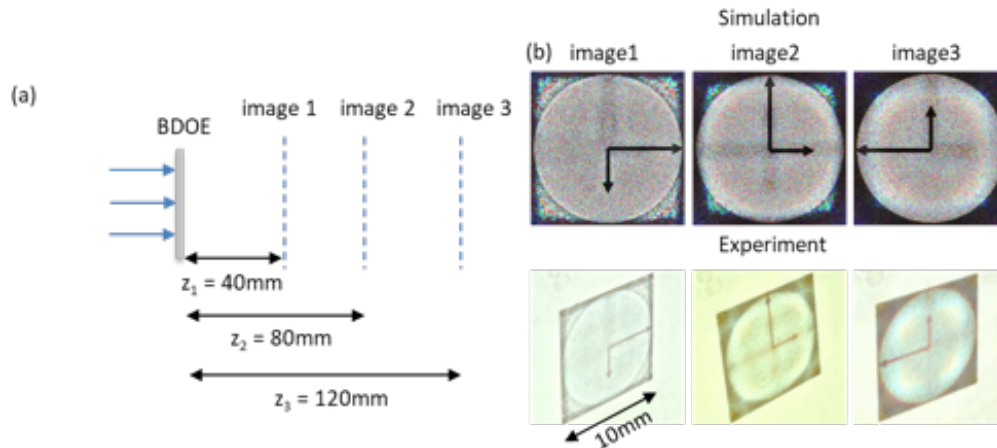 (a)
BDOE
image 1
image 2
image 3
z₁ = 40mm
z₂ = 80mm
z₃ = 120mm
Simulation
(b)
image1
image2
image3
Experiment
10mm